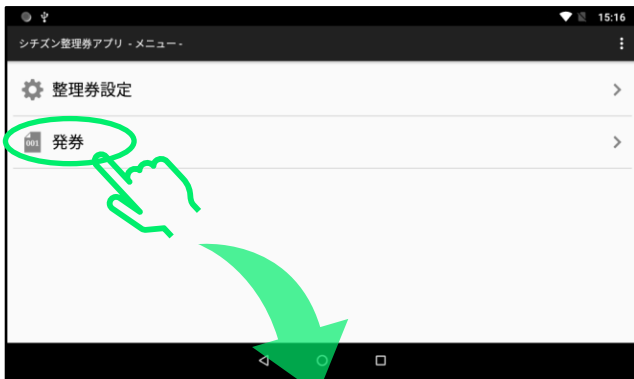 15:16
シチズン整理券アプリ - メニュー -
整理券設定
001
発券